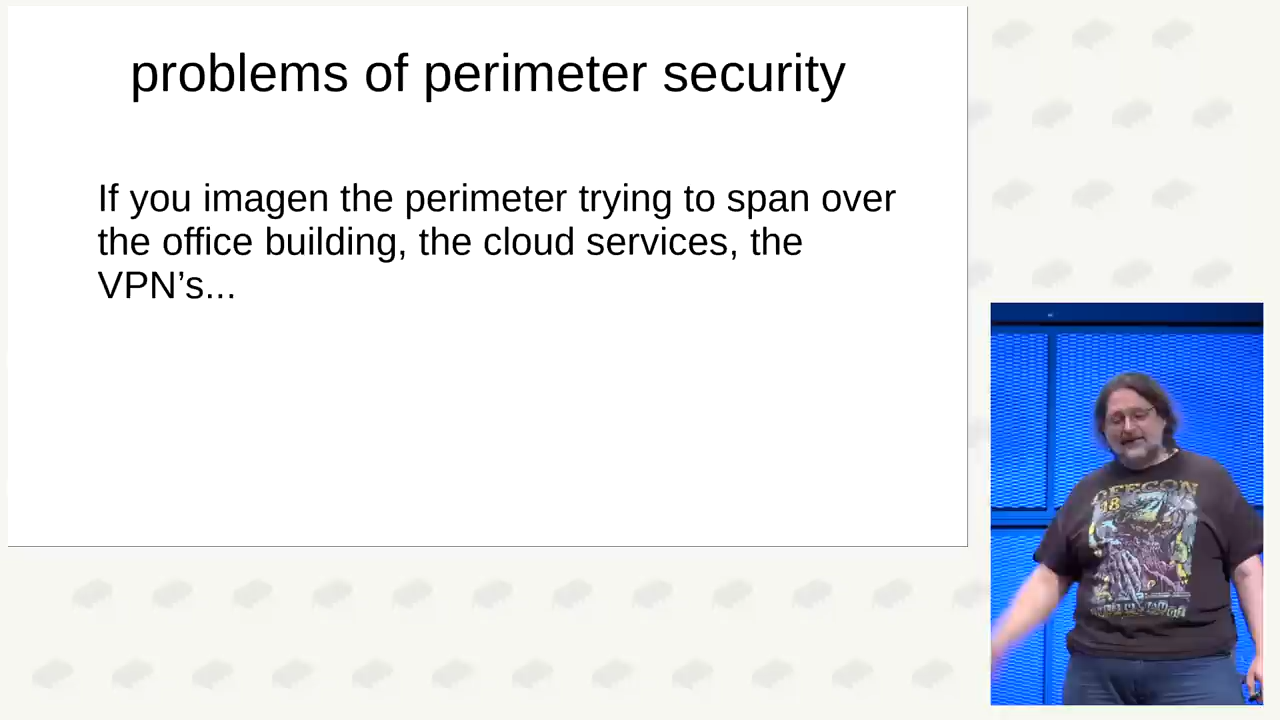 problems of perimeter security
If you imagen the perimeter trying to span over
the office building, the cloud services, the
VPN’s...
18